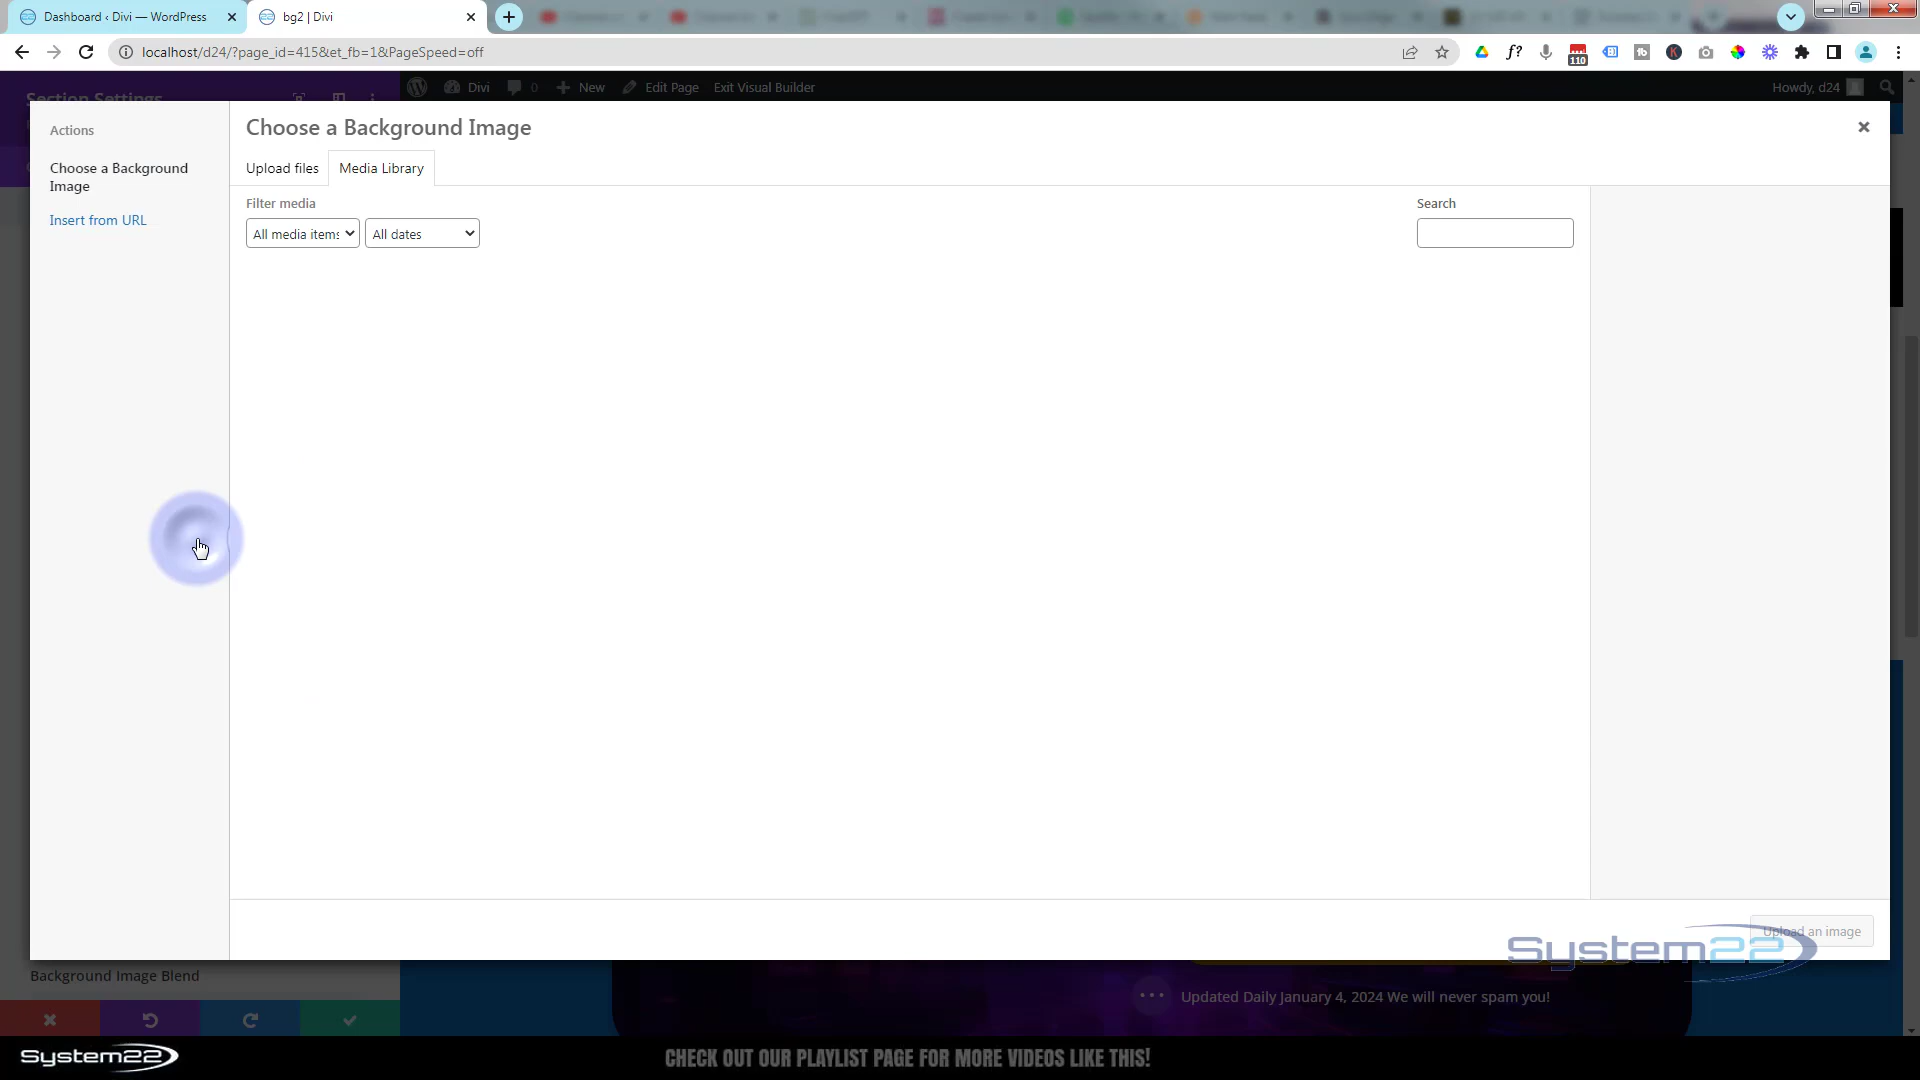 Dashboard ‹ Divi — WordPress
bg2 | Divi
localhost/d24/?page_id=415&et_fb=1&PageSpeed=off
f?
110
Section Settings
Divi
0
New
Edit Page
Exit Visual Builder
Howdy, d24
Actions
Choose a Background
Image
Insert from URL
Choose a Background Image
Upload files
Media Library
Filter media
All media items
All dates
Search
Upload an image
System22
Background Image Blend
Updated Daily January 4, 2024 We will never spam you!
System22
CHECK OUT OUR PLAYLIST PAGE FOR MORE VIDEOS LIKE THIS!